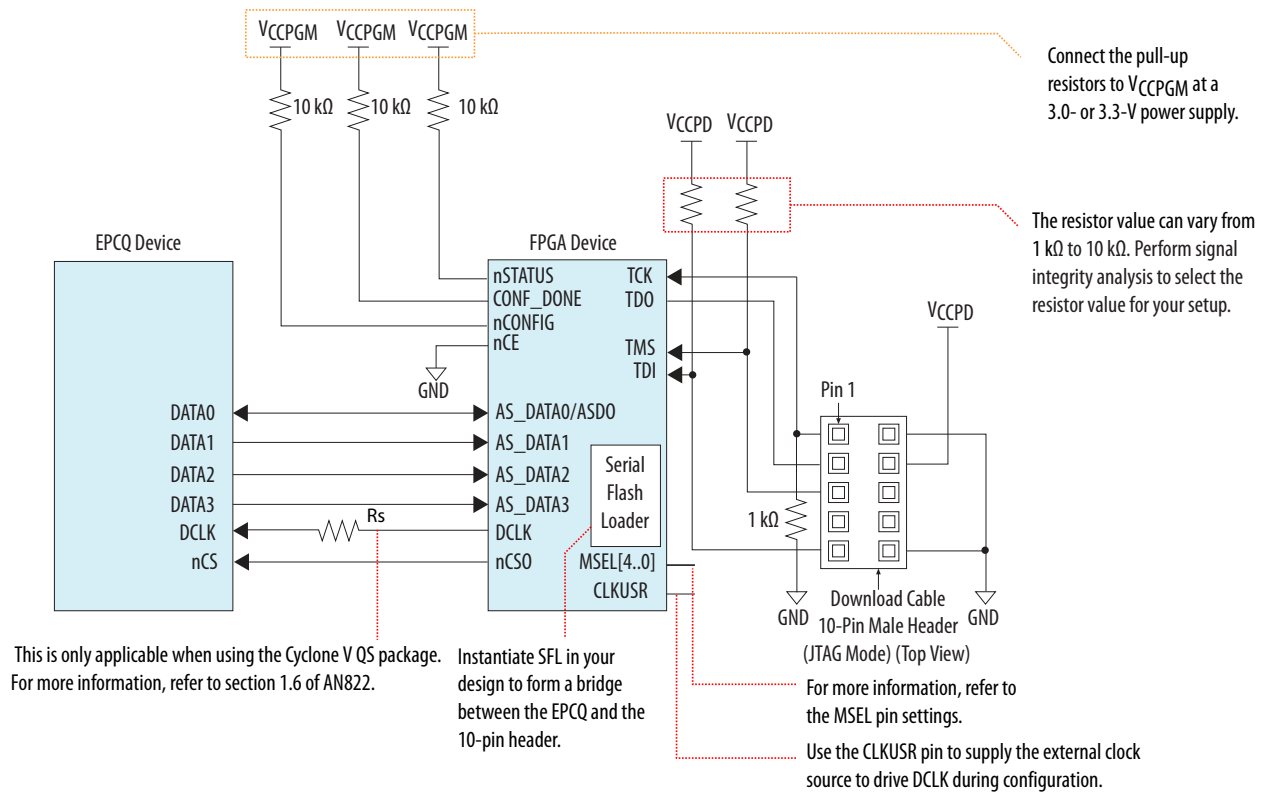 VCCPGM VCCPGM VCCPGM
10 kΩ 10 kΩ 10 kΩ
Connect the pull-up
resistors to VCCPGM at a
3.0- or 3.3-V power supply.
VCCPD VCCPD
The resistor value can vary from
1 kΩ to 10 kΩ. Perform signal
integrity analysis to select the
resistor value for your setup.
EPCQ Device
DATA0
DATA1
DATA2
DATA3
DCLK
nCS
Rs
GND
FPGA Device
nSTATUS
CONF_DONE
nCONFIG
nCE
AS_DATA0/ASDO
AS_DATA1
AS_DATA2
AS_DATA3
DCLK
nCSO
TCK
TDO
TMS
TDI
Serial
Flash
Loader
MSEL[4..0]
CLKUSR
VCCPD
Pin 1
1 kΩ
GND
GND
Download Cable
10-Pin Male Header
(JTAG Mode) (Top View)
This is only applicable when using the Cyclone V QS package.
For more information, refer to section 1.6 of AN822.
Instantiate SFL in your
design to form a bridge
between the EPCQ and the
10-pin header.
For more information, refer to
the MSEL pin settings.
Use the CLKUSR pin to supply the external clock
source to drive DCLK during configuration.